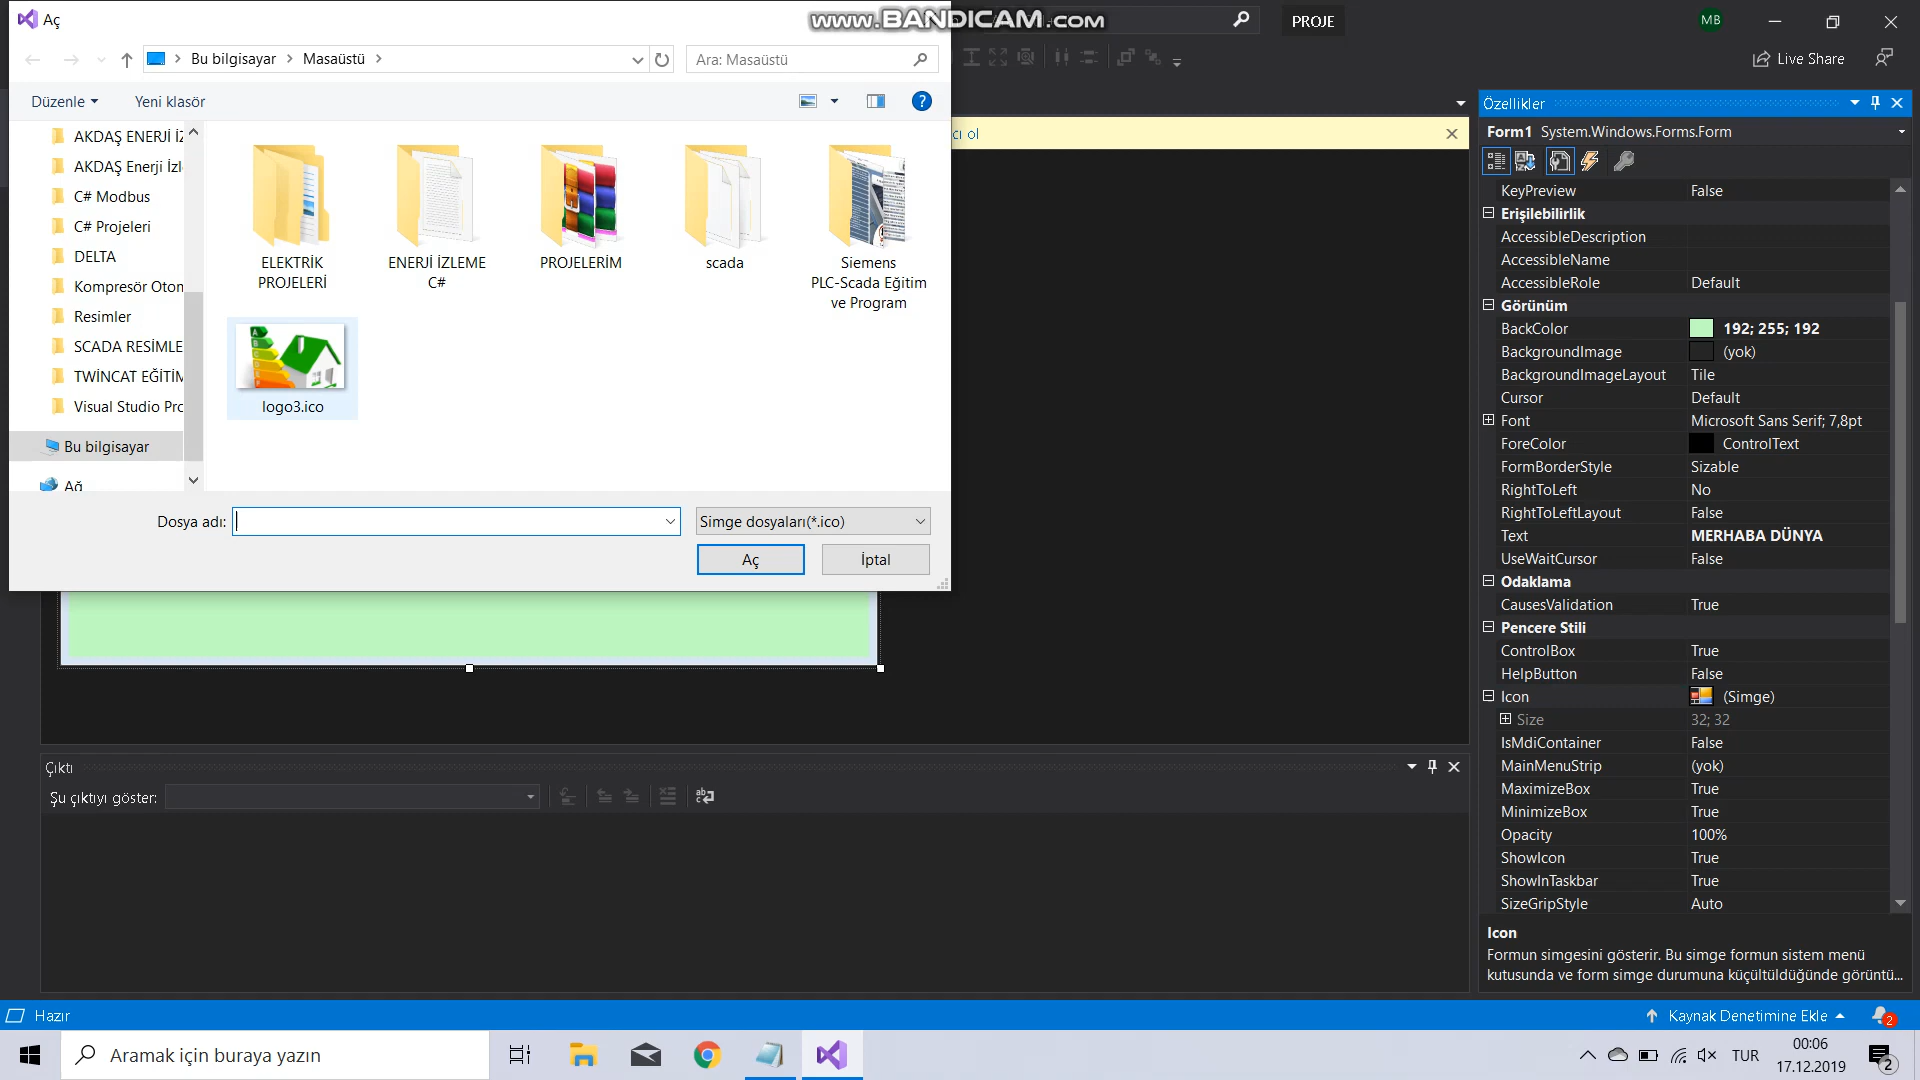 Aç
www.BANDICAM.com
PROJE
MB
Bu bilgisayar
Masaüstü
Ara: Masaüstü
Live Share
Düzenle
Yeni klasör
Özellikler
cı ol
Form1 System.Windows.Forms.Form
AKDAŞ ENERJİ İZ
AKDAŞ Enerji İzl
C# Modbus
C# Projeleri
DELTA
Kompresör Oton
Resimler
SCADA RESİMLE
TWİNCAT EĞİTİM
Visual Studio Pro
Bu bilgisayar
Ağ
ELEKTRİK
PROJELERİ
ENERJİ İZLEME
C#
PROJELERİM
scada
Siemens
PLC-Scada Eğitim
ve Program
logo3.ico
Dosya adı:
Simge dosyaları(*.ico)
Aç
İptal
KeyPreview False
Erişilebilirlik
AccessibleDescription
AccessibleName
AccessibleRole Default
Görünüm
BackColor 192; 255; 192
BackgroundImage (yok)
BackgroundImageLayout Tile
Cursor Default
Font Microsoft Sans Serif; 7,8pt
ForeColor ControlText
FormBorderStyle Sizable
RightToLeft No
RightToLeftLayout False
Text MERHABA DÜNYA
UseWaitCursor False
Odaklama
CausesValidation True
Pencere Stili
ControlBox True
HelpButton False
Icon (Simge)
Size 32; 32
IsMdiContainer False
MainMenuStrip (yok)
MaximizeBox True
MinimizeBox True
Opacity 100%
ShowIcon True
ShowInTaskbar True
SizeGripStyle Auto
Icon
Formun simgesini gösterir. Bu simge formun sistem menü
kutusunda ve form simge durumuna küçültüldüğünde görüntü...
Çıktı
Şu çıktıyı göster:
Hazır
Kaynak Denetimine Ekle
2
Aramak için buraya yazın
TUR
00:06
17.12.2019
2